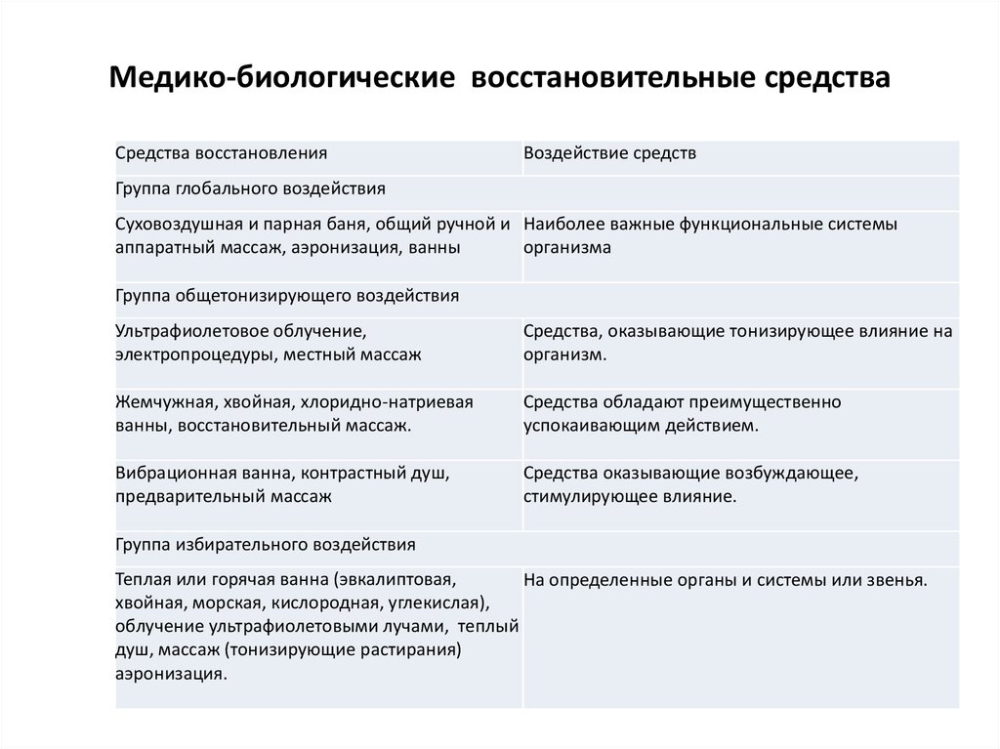 Медико-биологические восстановительные средства
Средства восстановления
Воздействие средств
Группа глобального воздействия
Суховоздушная и парная баня, общий ручной и
аппаратный массаж, аэронизация, ванны
Наиболее важные функциональные системы
организма
Группа общетонизирующего воздействия
Ультрафиолетовое облучение,
электропроцедуры, местный массаж
Средства, оказывающие тонизирующее влияние на
организм.
Жемчужная, хвойная, хлоридно-натриевая
ванны, восстановительный массаж.
Средства обладают преимущественно
успокаивающим действием.
Вибрационная ванна, контрастный душ,
предварительный массаж
Средства оказывающие возбуждающее,
стимулирующее влияние.
Группа избирательного воздействия
Теплая или горячая ванна (эвкалиптовая,
хвойная, морская, кислородная, углекислая),
облучение ультрафиолетовыми лучами, теплый
душ, массаж (тонизирующие растирания)
аэронизация.
На определенные органы и системы или звенья.